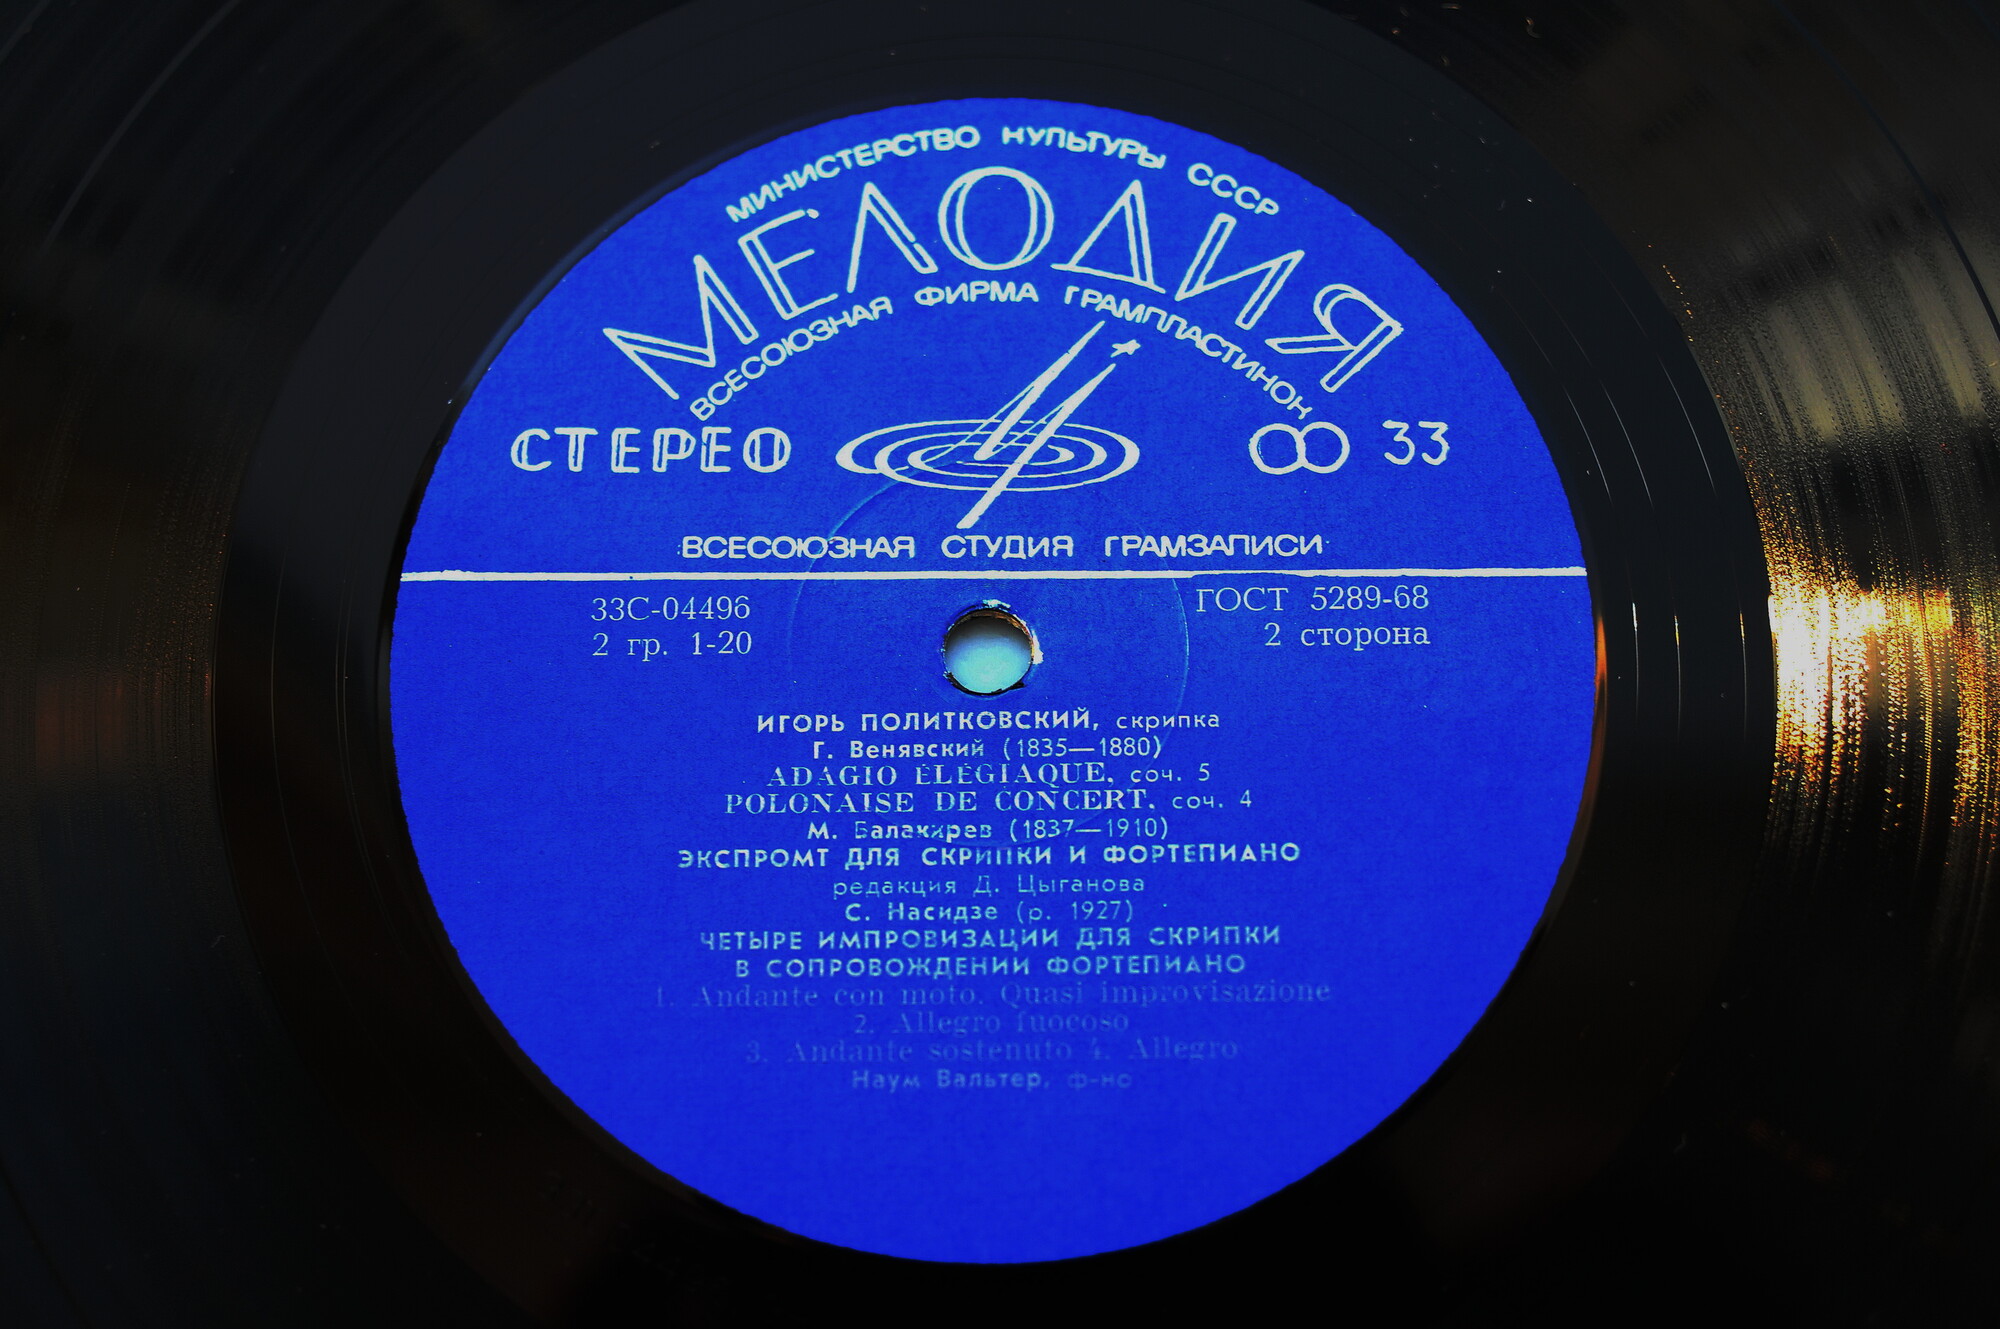 МИНИСТЕРСТВО КУЛЬТУРЫ СССР
МЕЛОДИЯ
ВСЕСОЮЗНАЯ ФИРМА ГРАМПЛАСТИНОК
СТЕРЕО 33
ВСЕСОЮЗНАЯ СТУДИЯ ГРАМЗАПИСИ
33С-04496 ГОСТ 5289-68
2 гр. 1-20 2 сторона
ИГОРЬ ПОЛИТКОВСКИЙ, скрипка
Г. Венявский (1835—1880)
ADAGIO ÉLÉGIAQUE, соч. 5
POLONAISE DE CONCERT, соч. 4
М. Балакирев (1837—1910)
ЭКСПРОМТ ДЛЯ СКРИПКИ И ФОРТЕПИАНО
редакция Д. Цыганова
С. Насидзе (р. 1927)
ЧЕТЫРЕ ИМПРОВИЗАЦИИ ДЛЯ СКРИПКИ
В СОПРОВОЖДЕНИИ ФОРТЕПИАНО
1. Andante con moto. Quasi improvisazione
2. Allegro fuocoso
3. Andante sostenuto 4. Allegro
Наум Вальтер, ф-но